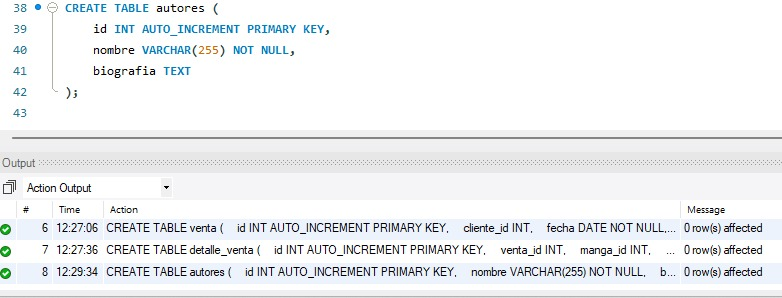 38 CREATE TABLE autores (
39 id INT AUTO_INCREMENT PRIMARY KEY,
40 nombre VARCHAR(255) NOT NULL,
41 biografia TEXT
42 );
43
Output
Action Output
# Time Action Message
6 12:27:06 CREATE TABLE venta ( id INT AUTO_INCREMENT PRIMARY KEY, cliente_id INT, fecha DATE NOT NULL,... 0 row(s) affected
7 12:27:36 CREATE TABLE detalle_venta ( id INT AUTO_INCREMENT PRIMARY KEY, venta_id INT, manga_id INT, ... 0 row(s) affected
8 12:29:34 CREATE TABLE autores ( id INT AUTO_INCREMENT PRIMARY KEY, nombre VARCHAR(255) NOT NULL, b... 0 row(s) affected